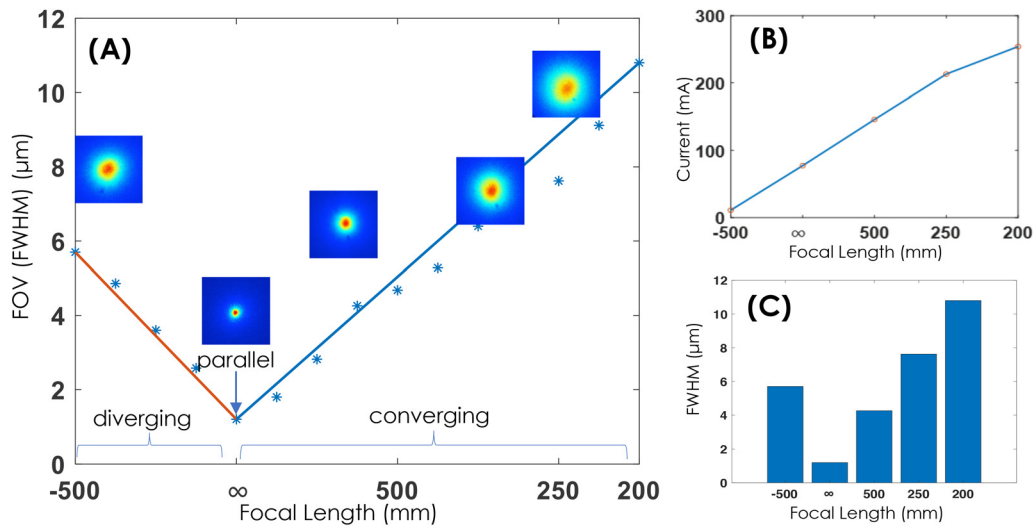 (A)
FOV (FWHM) (μm)
12
10
8
6
4
2
0
parallel
diverging
converging
-500
∞
500
250
200
Focal Length (mm)
(B)
Current (mA)
300
200
100
0
-500
∞
500
250
200
Focal Length (mm)
(C)
FWHM (μm)
12
10
8
6
4
2
0
-500
∞
500
250
200
Focal Length (mm)